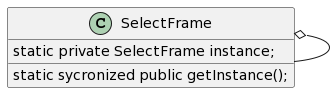 C SelectFrame
static private SelectFrame instance;
static sycronized public getInstance();